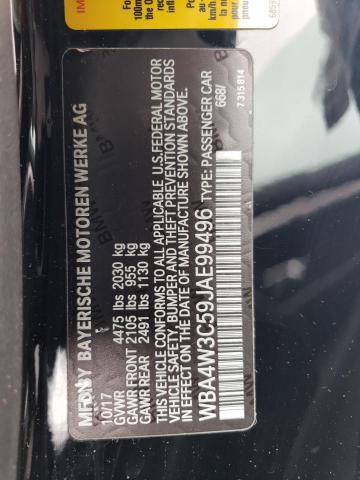 MFD BY BAYERISCHE MOTOREN WERKE AG
10/17
GVWR 4475 lbs 2030 kg
GAWR FRONT 2105 lbs 955 kg
GAWR REAR 2491 lbs 1130 kg
THIS VEHICLE CONFORMS TO ALL APPLICABLE U.S.FEDERAL MOTOR
VEHICLE SAFETY, BUMPER AND THEFT PREVENTION STANDARDS
IN EFFECT ON THE DATE OF MANUFACTURE SHOWN ABOVE.
WBA4W3C59JAE99496 TYPE: PASSENGER CAR
668/
7 315 814
BMW